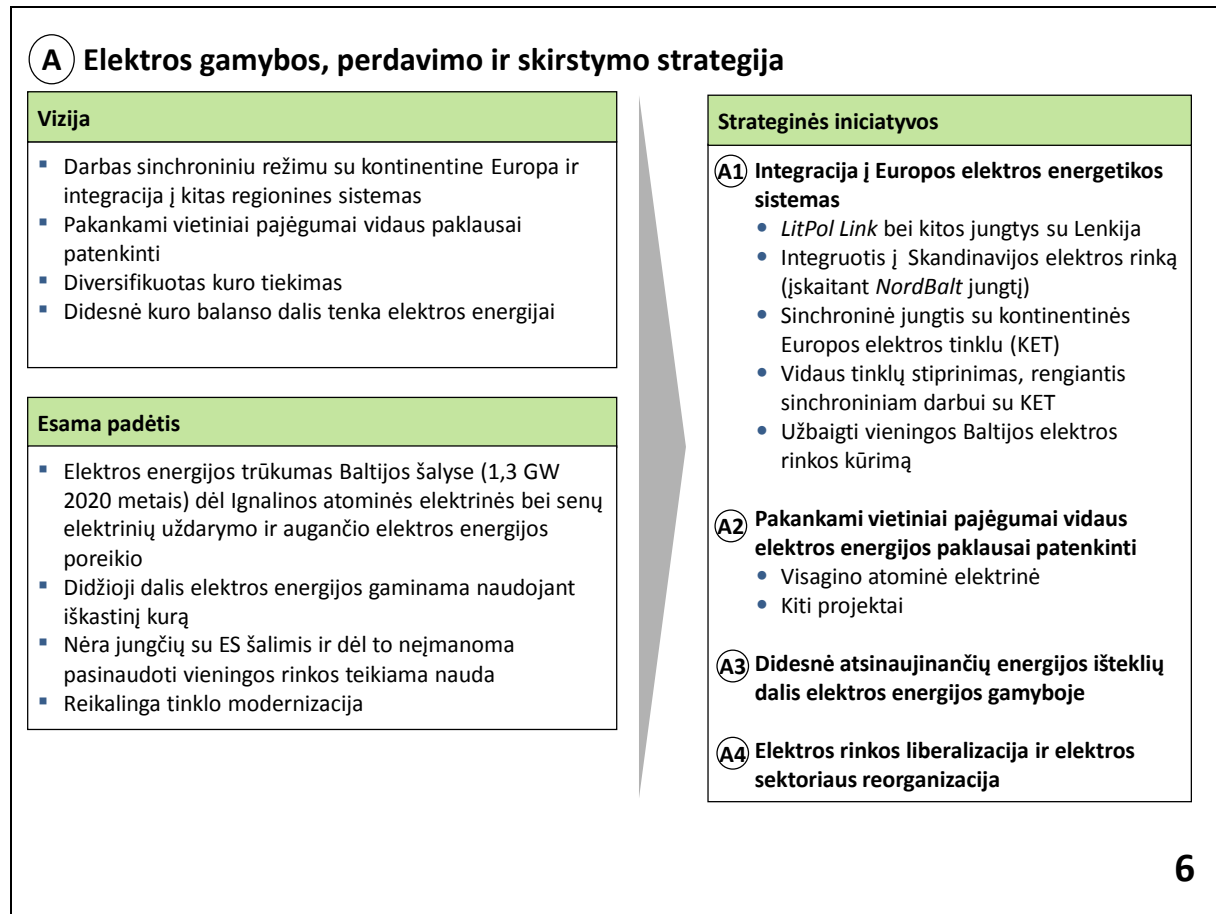 A Elektros gamybos, perdavimo ir skirstymo strategija
Vizija
▪ Darbas sinchroniniu režimu su kontinentine Europa ir
integracija į kitas regionines sistemas
▪ Pakankami vietiniai pajėgumai vidaus paklausai
patenkinti
▪ Diversifikuotas kuro tiekimas
▪ Didesnė kuro balanso dalis tenka elektros energijai
Esama padėtis
▪ Elektros energijos trūkumas Baltijos šalyse (1,3 GW
2020 metais) dėl Ignalinos atominės elektrinės bei senų
elektrinių uždarymo ir augančio elektros energijos
poreikio
▪ Didžioji dalis elektros energijos gaminama naudojant
iškastinį kurą
▪ Nėra jungčių su ES šalimis ir dėl to neįmanoma
pasinaudoti vieningos rinkos teikiama nauda
▪ Reikalinga tinklo modernizacija
Strateginės iniciatyvos
A1 Integracija į Europos elektros energetikos
sistemas
• LitPol Link bei kitos jungtys su Lenkija
• Integruotis į Skandinavijos elektros rinką
(įskaitant NordBalt jungtį)
• Sinchroninė jungtis su kontinentinės
Europos elektros tinklu (KET)
• Vidaus tinklų stiprinimas, rengiantis
sinchroniniam darbui su KET
• Užbaigti vieningos Baltijos elektros
rinkos kūrimą
A2 Pakankami vietiniai pajėgumai vidaus
elektros energijos paklausai patenkinti
• Visagino atominė elektrinė
• Kiti projektai
A3 Didesnė atsinaujinančių energijos išteklių
dalis elektros energijos gamyboje
A4 Elektros rinkos liberalizacija ir elektros
sektoriaus reorganizacija
6